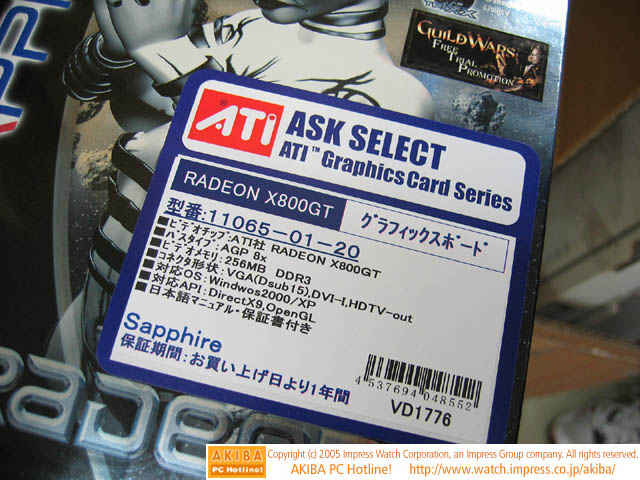 GUILD WARS
FREE
TRIAL
PROMOTION
ATI
ASK SELECT
ATI™ Graphics Card Series
RADEON X800GT
グラフィックスボード
型番:11065-01-20
■ビデオチップ:ATI社 RADEON X800GT
■バスタイプ:AGP 8x
■ビデオメモリ:256MB DDR3
■コネクタ形状:VGA(Dsub15),DVI-I,HDTV-out
■対応OS:Windwos2000/XP
■対応API:DirectX9,OpenGL
■日本語マニュアル・保証書付き
Sapphire
保証期間:お買い上げ日より1年間
4 537694 048552
VD1776
RADEON
AKIBA
PC Hotline!
Copyright (c) 2005 Impress Watch Corporation, an Impress Group company. All rights reserved.
AKIBA PC Hotline! http://www.watch.impress.co.jp/akiba/